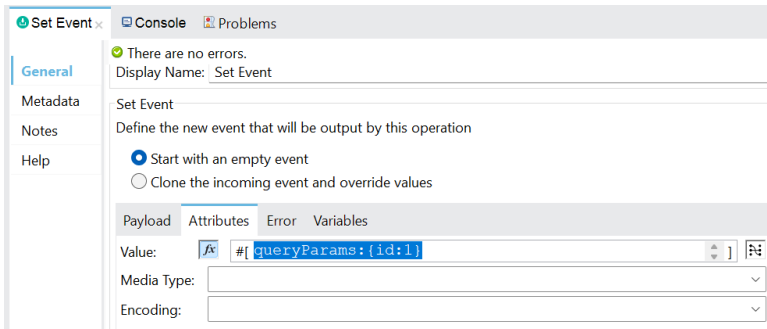 Set Event Console Problems
There are no errors.
General
Display Name: Set Event
Metadata
Set Event
Notes
Define the new event that will be output by this operation
Help
Start with an empty event
Clone the incoming event and override values
Payload Attributes Error Variables
Value: fx #[ queryParams:{id:1} ]
Media Type:
Encoding: